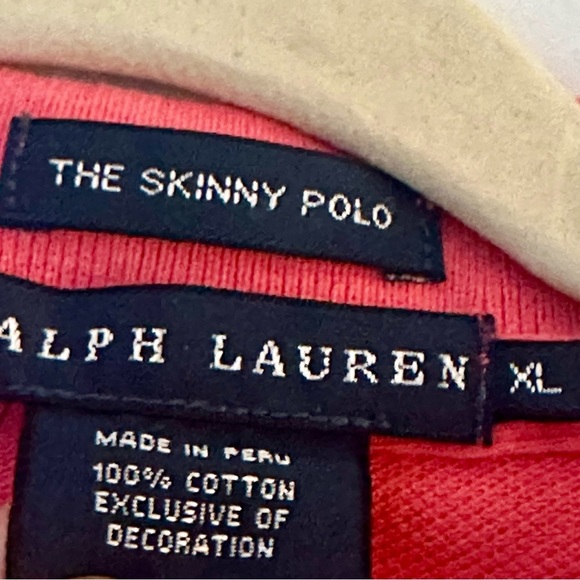 THE SKINNY POLO
ALPH LAUREN
XL
MADE IN PERU
100% COTTON
EXCLUSIVE OF
DECORATION